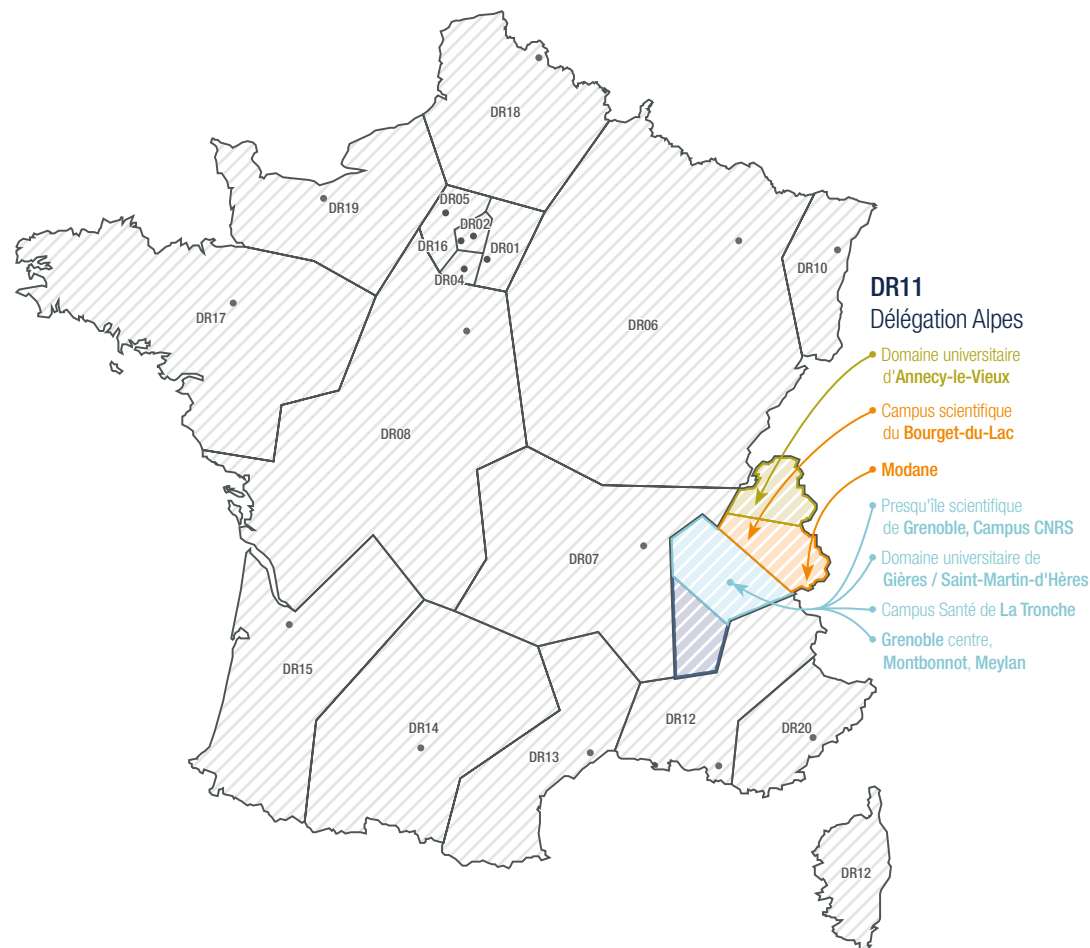 DR18
DR05
DR19
DR02
DR16
DR01
DR10
DR04
DR11
Délégation Alpes
DR17
DR06
Domaine universitaire
d'Annecy-le-Vieux
Campus scientifique
du Bourget-du-Lac
DR08
Modane
Presqu'île scientifique
de Grenoble, Campus CNRS
DR07
Domaine universitaire de
Gières / Saint-Martin-d'Hères
Campus Santé de La Tronche
Grenoble centre,
Montbonnot, Meylan
DR15
DR12
DR14
DR20
DR13
DR12